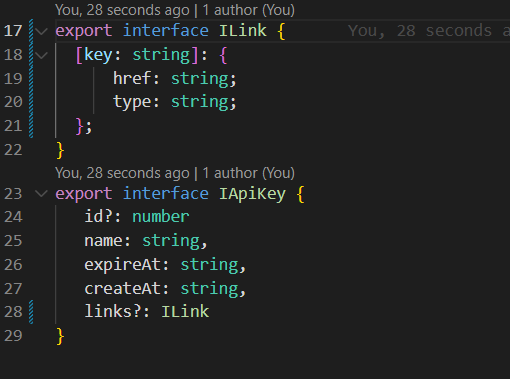 You, 28 seconds ago | 1 author (You)
17 export interface ILink { You, 28 seconds a
18 [key: string]: {
19 href: string;
20 type: string;
21 };
22 }
You, 28 seconds ago | 1 author (You)
23 export interface IApiKey {
24 id?: number
25 name: string,
26 expireAt: string,
27 createAt: string,
28 links?: ILink
29 }